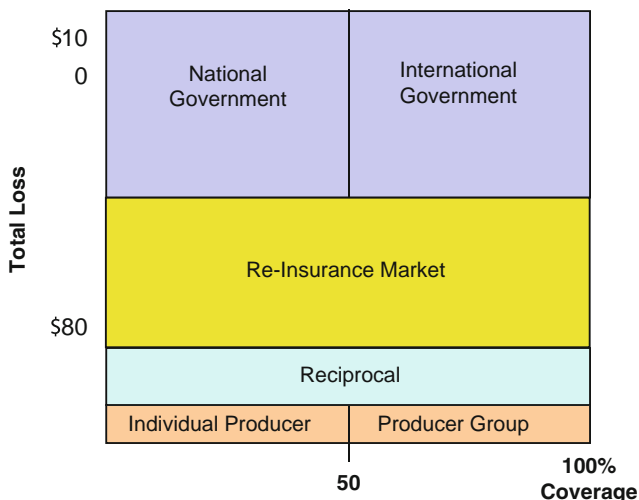 $10
0
National
Government
International
Government
Total Loss
Re-Insurance Market
$80
Reciprocal
Individual Producer
Producer Group
50
100%
Coverage